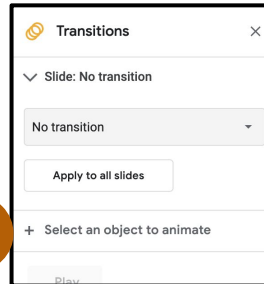 Transitions
Slide: No transition
No transition
Apply to all slides
+ Select an object to animate
Play